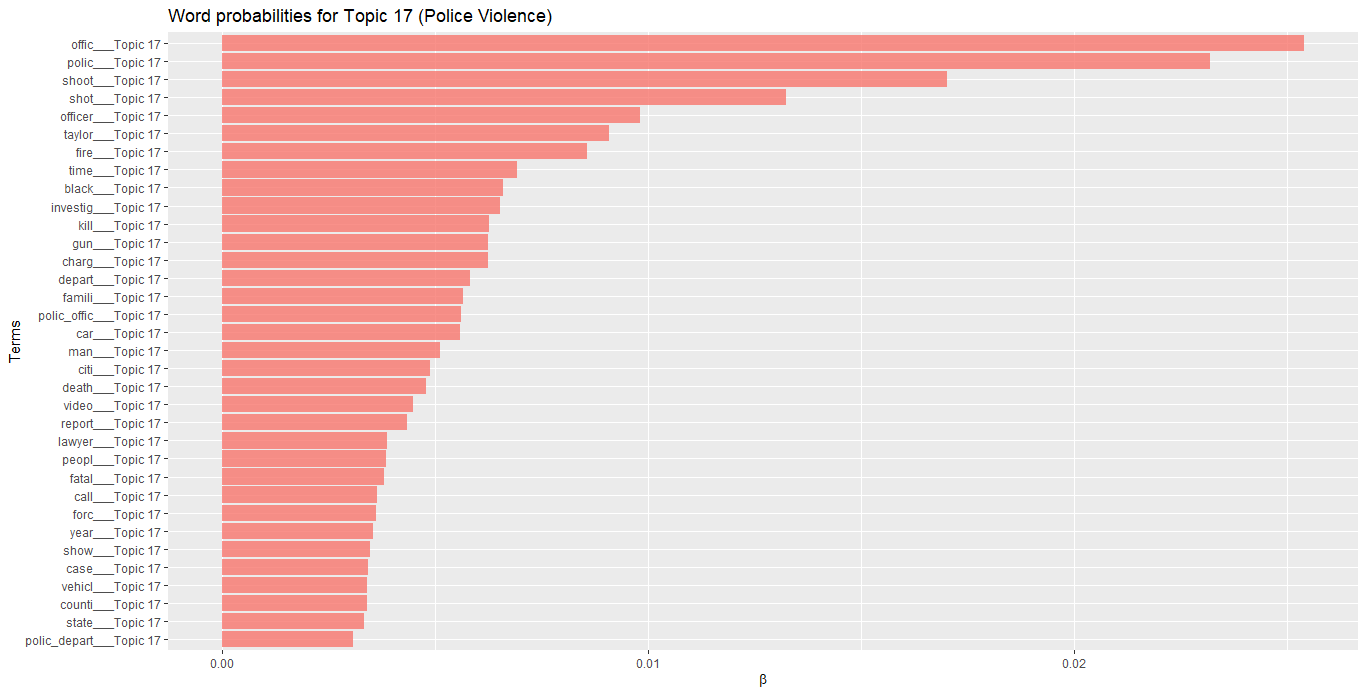 Word probabilities for Topic 17 (Police Violence)
offic___Topic 17
polic___Topic 17
shoot___Topic 17
shot___Topic 17
officer___Topic 17
taylor___Topic 17
fire___Topic 17
time___Topic 17
black___Topic 17
investig___Topic 17
kill___Topic 17
gun___Topic 17
charg___Topic 17
depart___Topic 17
famili___Topic 17
polic_offic___Topic 17
car___Topic 17
man___Topic 17
citi___Topic 17
death___Topic 17
video___Topic 17
report___Topic 17
lawyer___Topic 17
peopl___Topic 17
fatal___Topic 17
call___Topic 17
forc___Topic 17
year___Topic 17
show___Topic 17
case___Topic 17
vehicl___Topic 17
counti___Topic 17
state___Topic 17
polic_depart___Topic 17
Terms
0.00 0.01 0.02
β